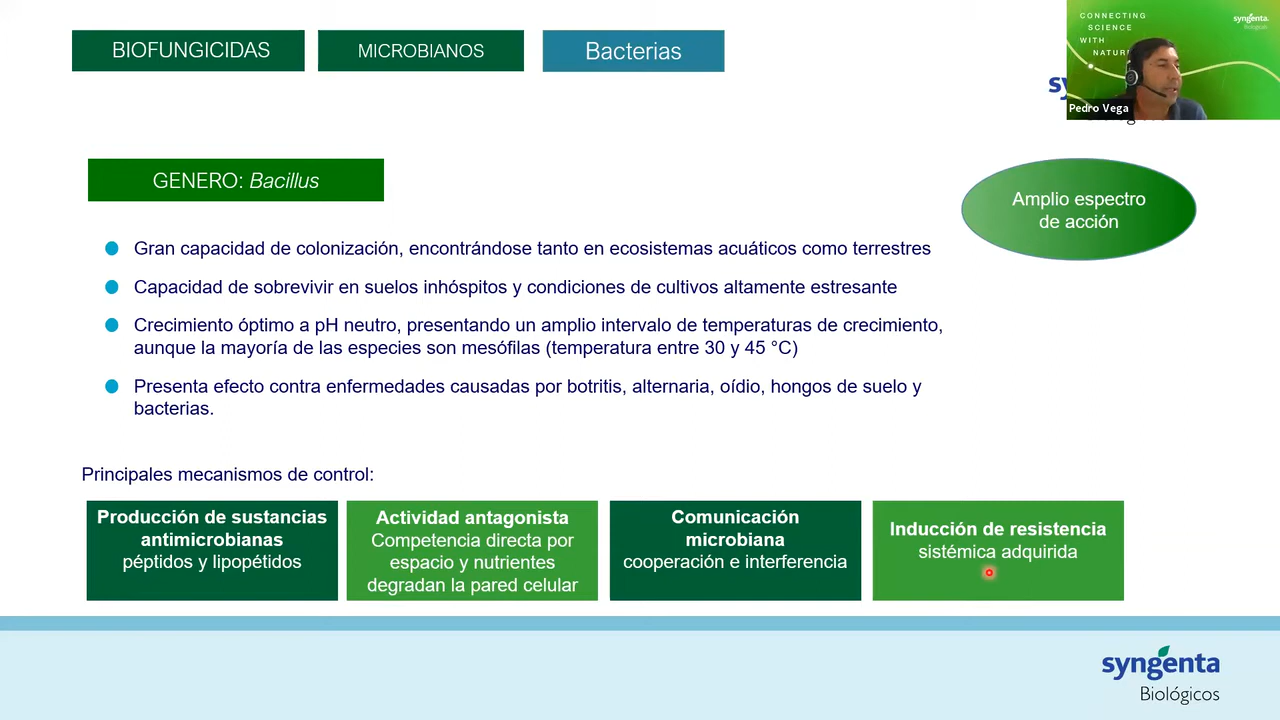 BIOFUNGICIDAS
MICROBIANOS
Bacterias
CONNECTING
SCIENCE
WITH
NATUR
syngenta.
Biologicals
sy
Pedro Vega
GENERO: Bacillus
Amplio espectro
de acción
Gran capacidad de colonización, encontrándose tanto en ecosistemas acuáticos como terrestres
Capacidad de sobrevivir en suelos inhóspitos y condiciones de cultivos altamente estresante
Crecimiento óptimo a pH neutro, presentando un amplio intervalo de temperaturas de crecimiento,
aunque la mayoría de las especies son mesófilas (temperatura entre 30 y 45 °C)
Presenta efecto contra enfermedades causadas por botritis, alternaria, oídio, hongos de suelo y
bacterias.
Principales mecanismos de control:
Producción de sustancias
antimicrobianas
péptidos y lipopétidos
Actividad antagonista
Competencia directa por
espacio y nutrientes
degradan la pared celular
Comunicación
microbiana
cooperación e interferencia
Inducción de resistencia
sistémica adquirida
syngenta
Biológicos